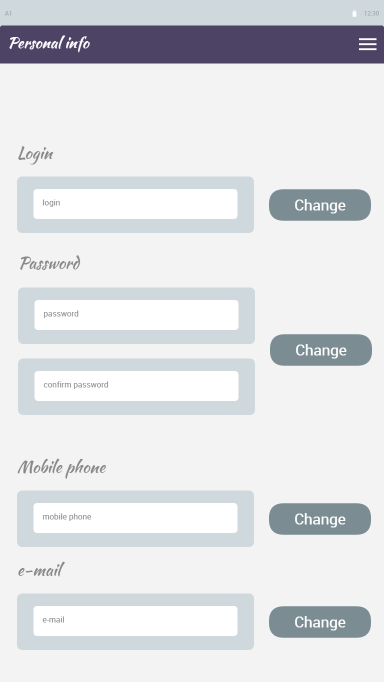 A1 12:30
Personal info
Login
login Change
Password
password
Change
confirm password
Mobile phone
mobile phone Change
e-mail
e-mail Change